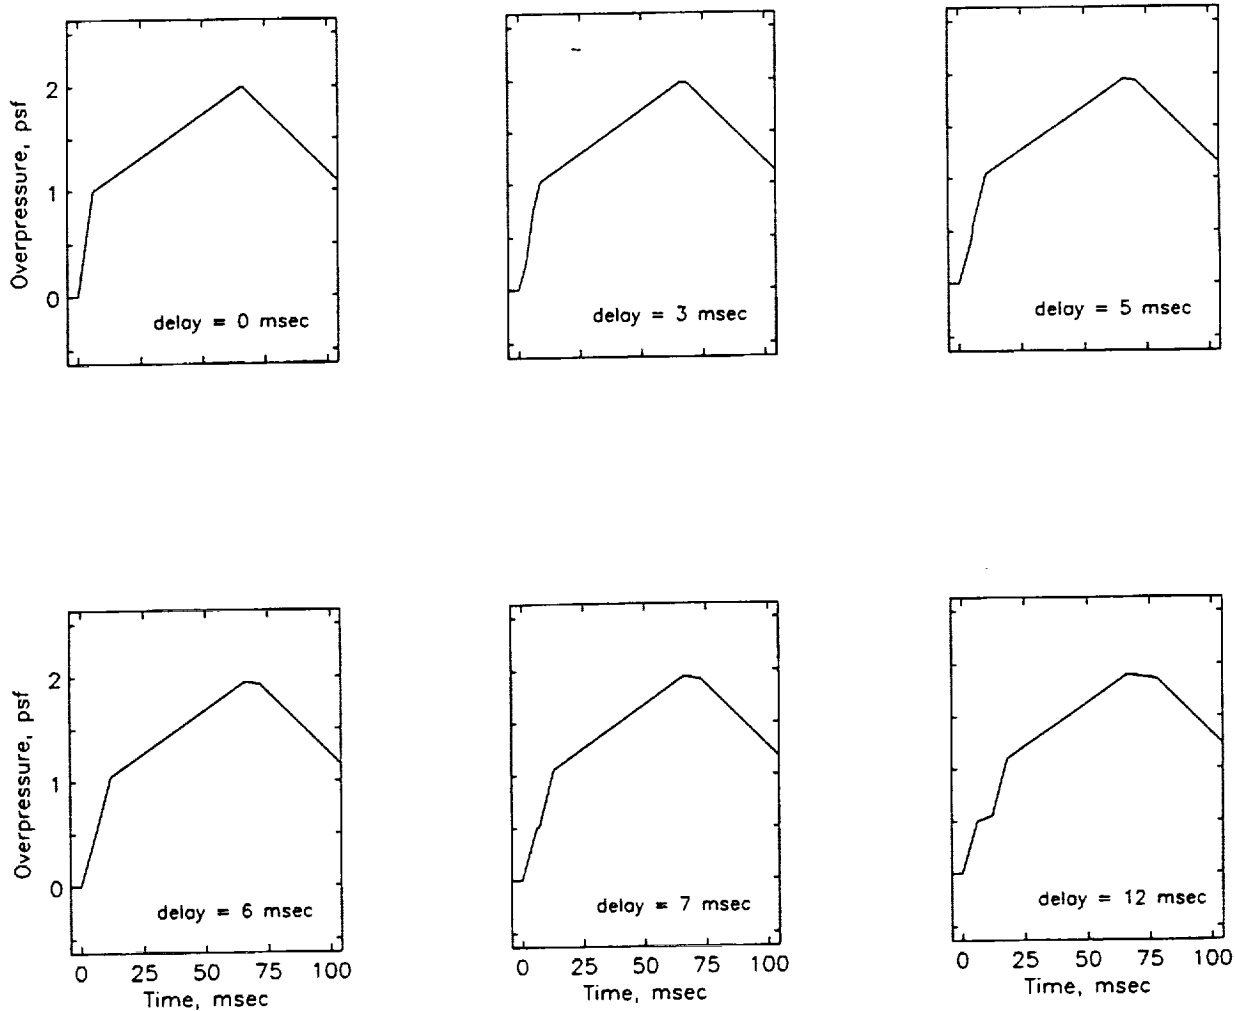 2
1
0
Overpressure, psf
delay = 0 msec
delay = 3 msec
delay = 5 msec
2
1
0
Overpressure, psf
delay = 6 msec
delay = 7 msec
delay = 12 msec
0 25 50 75 100
Time, msec
0 25 50 75 100
Time, msec
0 25 50 75 100
Time, msec